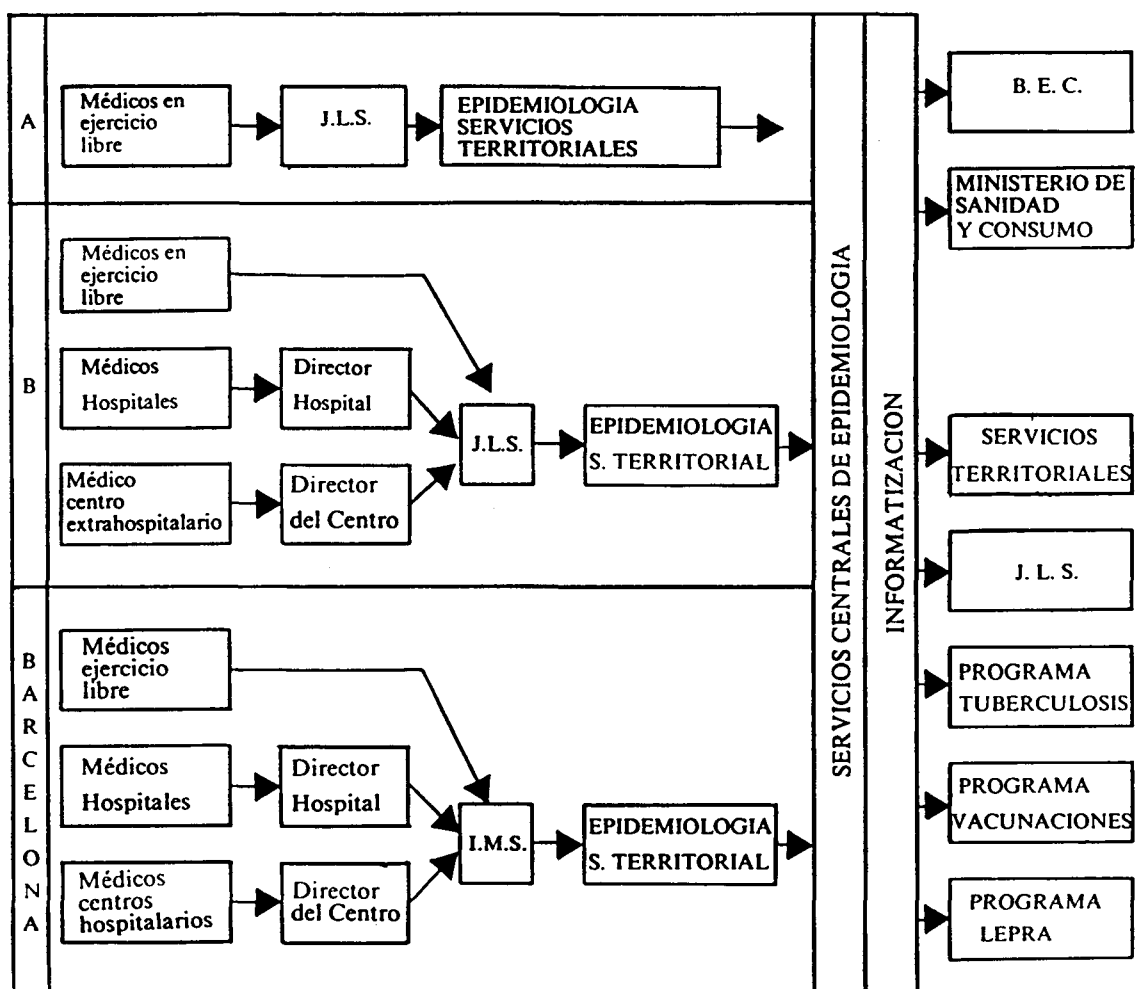 A
Médicos en
ejercicio
libre
J.L.S.
EPIDEMIOLOGIA
SERVICIOS
TERRITORIALES
B
Médicos en
ejercicio
libre
Médicos
Hospitales
Director
Hospital
Médico
centro
extrahospitalario
Director
del Centro
J.L.S.
EPIDEMIOLOGIA
S. TERRITORIAL
BARCELONA
Médicos
ejercicio
libre
Médicos
Hospitales
Director
Hospital
Médicos
centros
hospitalarios
Director
del Centro
I.M.S.
EPIDEMIOLOGIA
S. TERRITORIAL
SERVICIOS CENTRALES DE EPIDEMIOLOGIA
INFORMATIZACION
B. E. C.
MINISTERIO DE
SANIDAD
Y CONSUMO
SERVICIOS
TERRITORIALES
J. L. S.
PROGRAMA
TUBERCULOSIS
PROGRAMA
VACUNACIONES
PROGRAMA
LEPRA